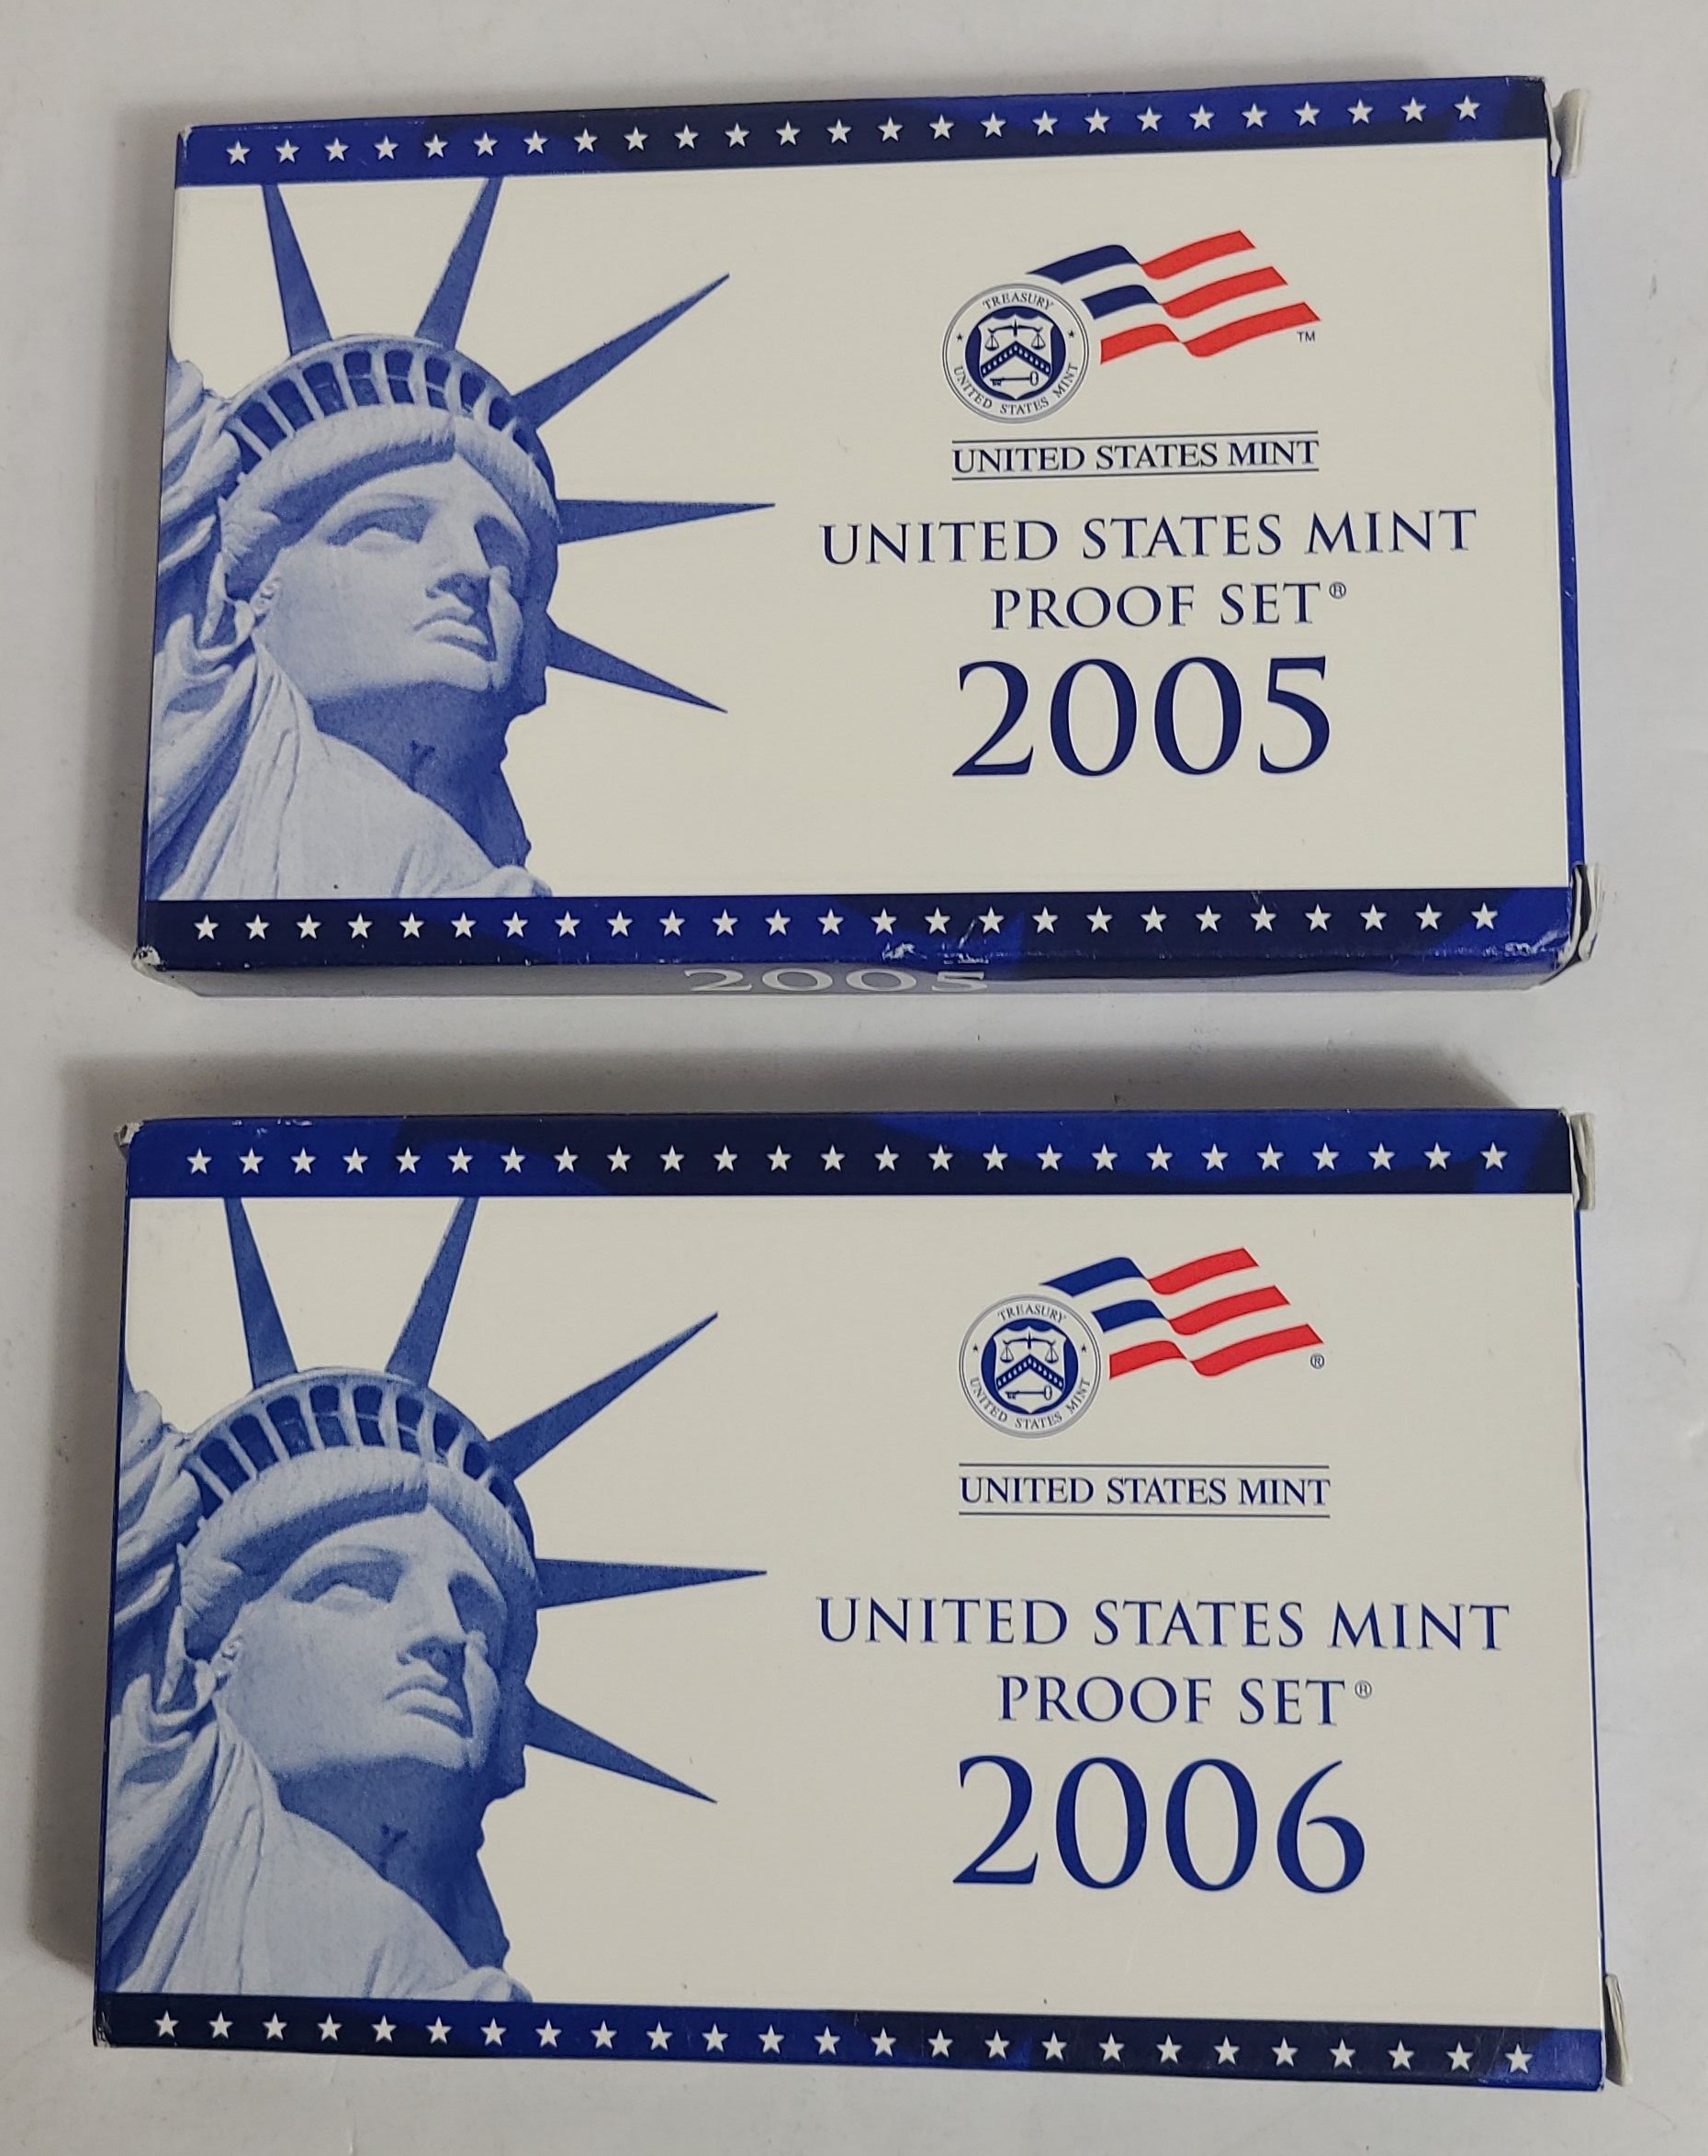 TREASURY
UNITED STATES MINT
TM
UNITED STATES MINT
UNITED STATES MINT
PROOF SET®
2005
2005
TREASURY
UNITED STATES MINT
®
UNITED STATES MINT
UNITED STATES MINT
PROOF SET®
2006